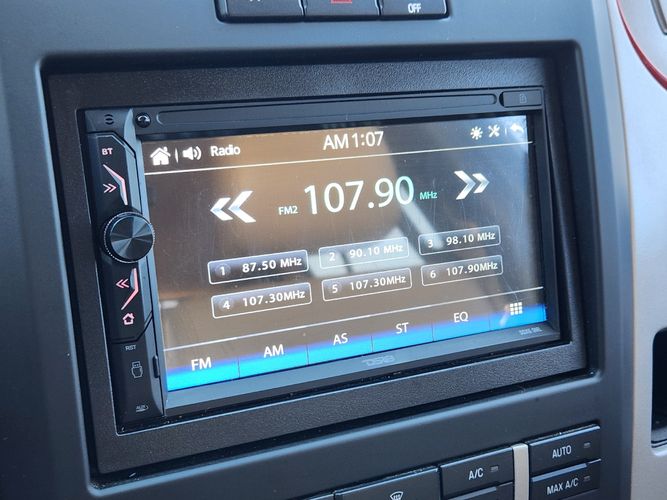 OFF
BT
Radio
AM 1:07
FM2 107.90 MHz
1 87.50 MHz
2 90.10 MHz
3 98.10 MHz
4 107.30MHz
5 107.30MHz
6 107.90MHz
FM AM AS ST EQ
RST
AUX
A/C
AUTO
MAX A/C